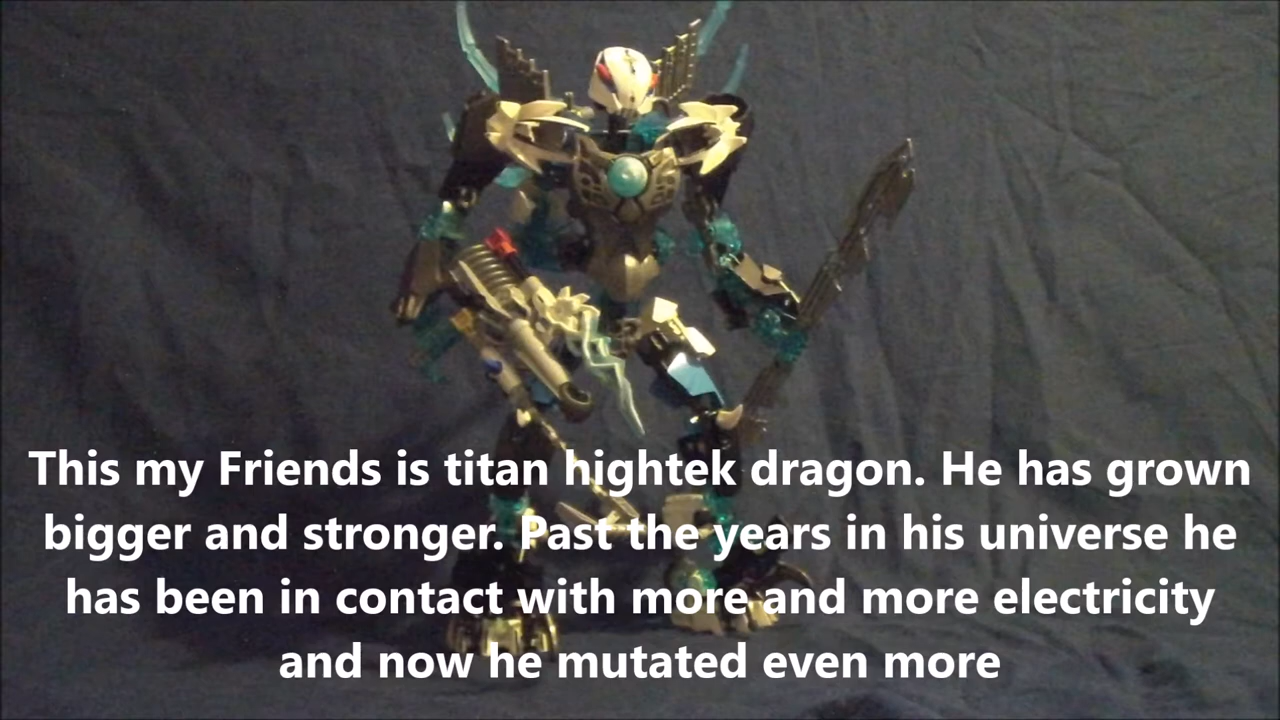 This my Friends is titan hightek dragon. He has grown
bigger and stronger. Past the years in his universe he
has been in contact with more and more electricity
and now he mutated even more